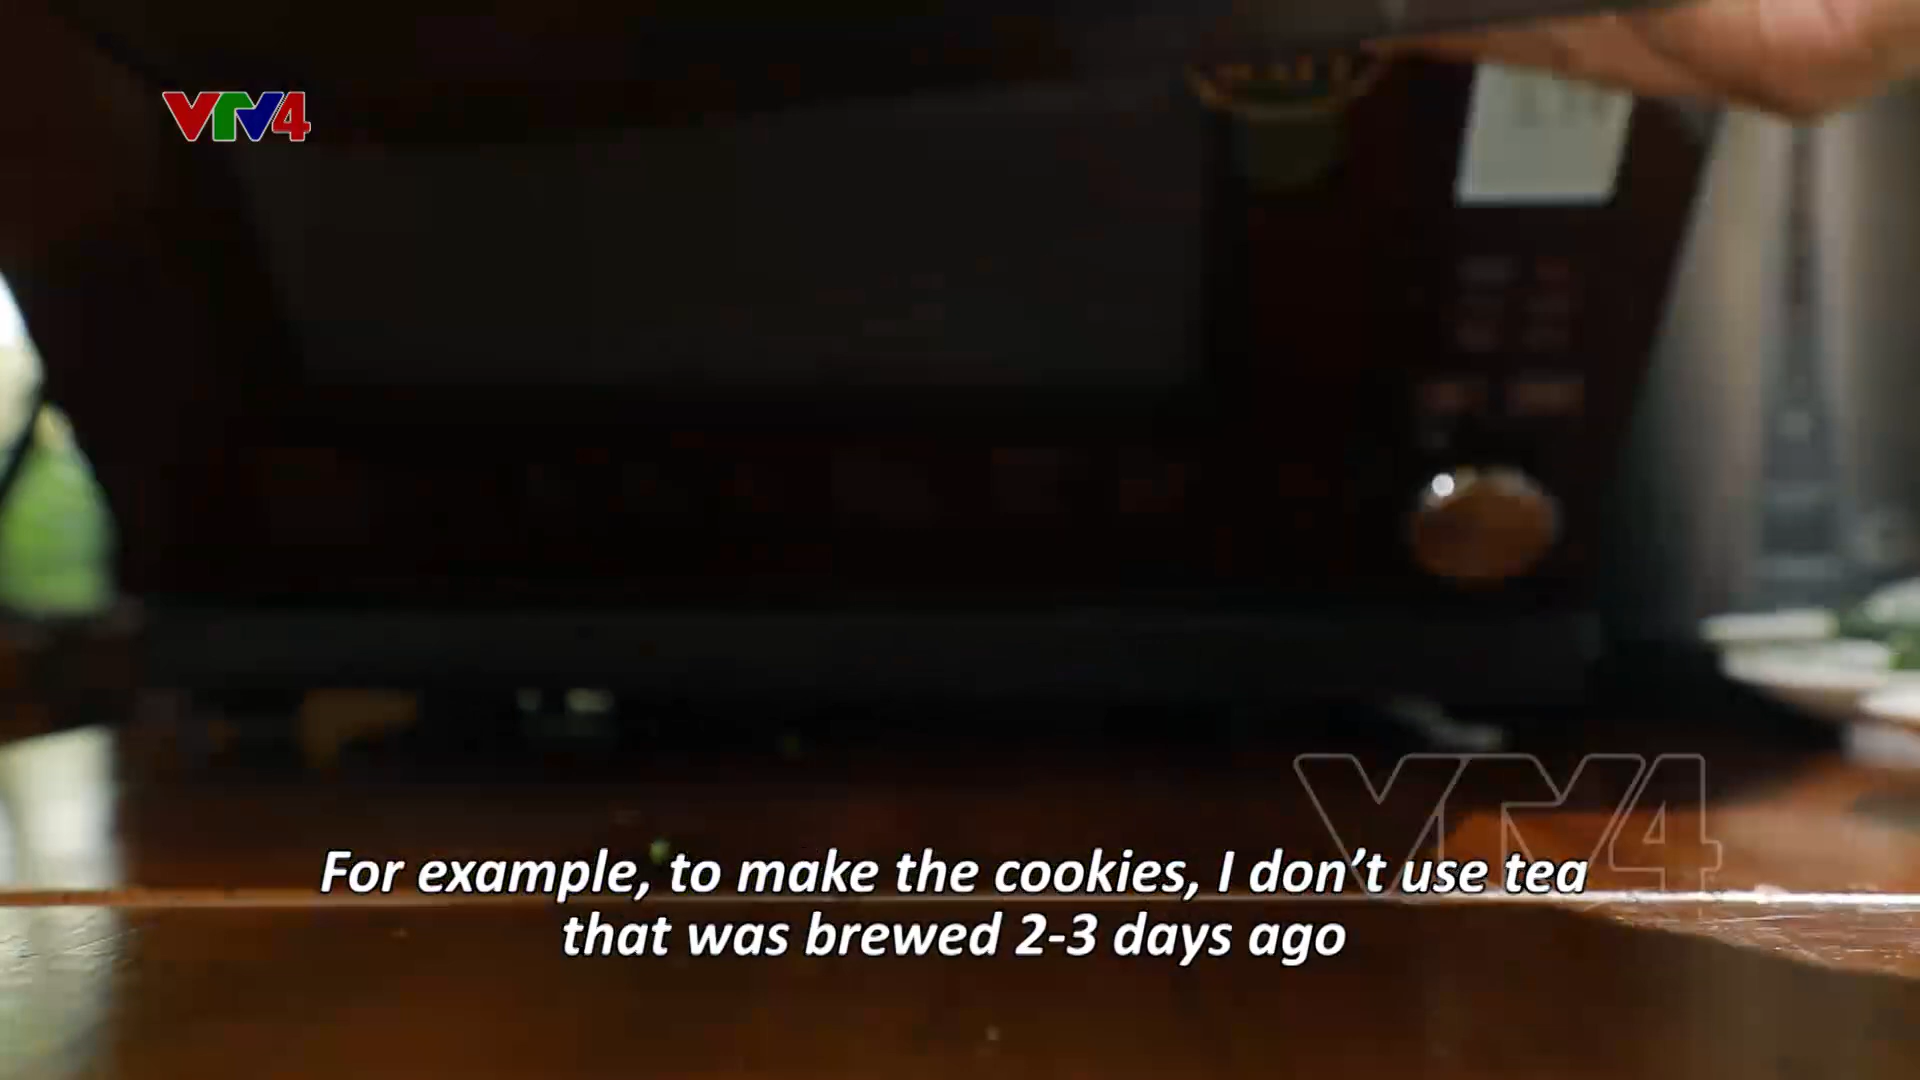 VTV4
VTV4
For example, to make the cookies, I don’t use tea
that was brewed 2-3 days ago